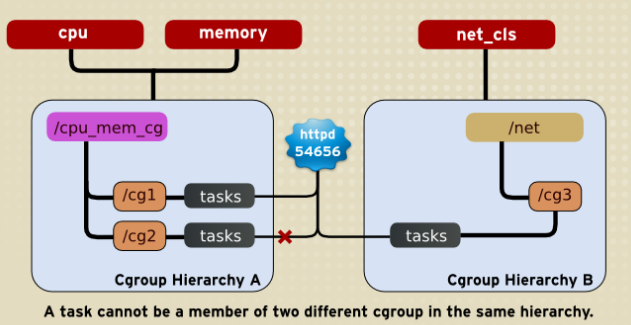 cpu
memory
net_cls
/cpu_mem_cg
httpd
54656
/net
/cg1
tasks
/cg3
/cg2
tasks
tasks
Cgroup Hierarchy A
Cgroup Hierarchy B
A task cannot be a member of two different cgroup in the same hierarchy.